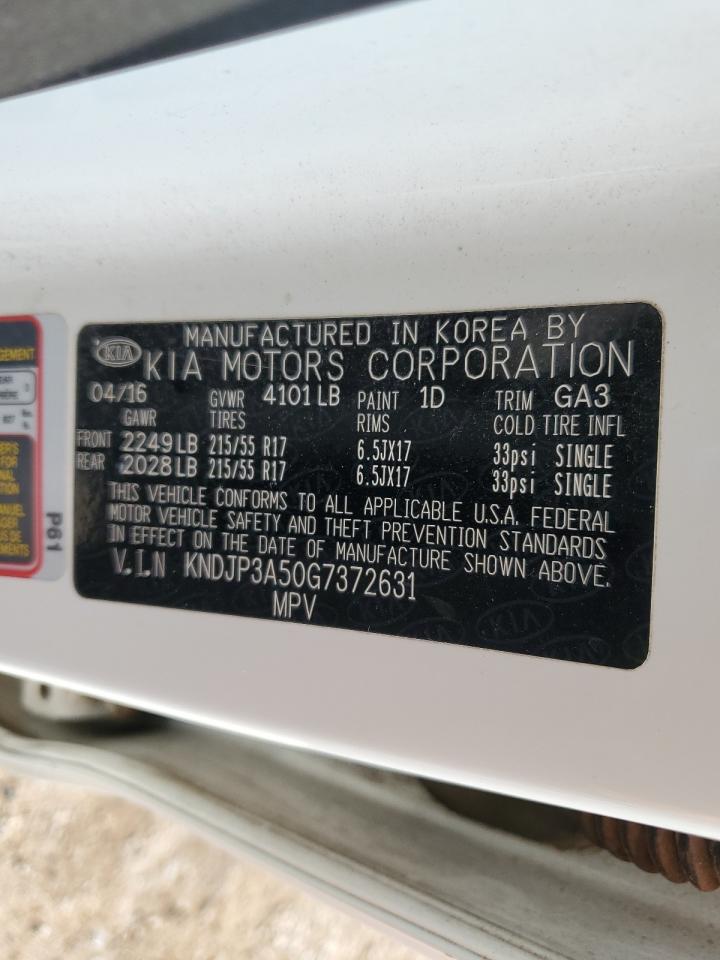 MANUFACTURED IN KOREA BY
KIA KIA MOTORS CORPORATION
04/16 GVWR 4101 LB PAINT 1D TRIM GA3
GAWR TIRES RIMS COLD TIRE INFL
FRONT 2249 LB 215/55 R17 6.5JX17 33psi SINGLE
REAR 2028 LB 215/55 R17 6.5JX17 33psi SINGLE
THIS VEHICLE CONFORMS TO ALL APPLICABLE U.S.A. FEDERAL
MOTOR VEHICLE SAFETY AND THEFT PREVENTION STANDARDS
IN EFFECT ON THE DATE OF MANUFACTURE SHOWN ABOVE.
V.I.N KNDJP3A50G7372631
MPV
P61